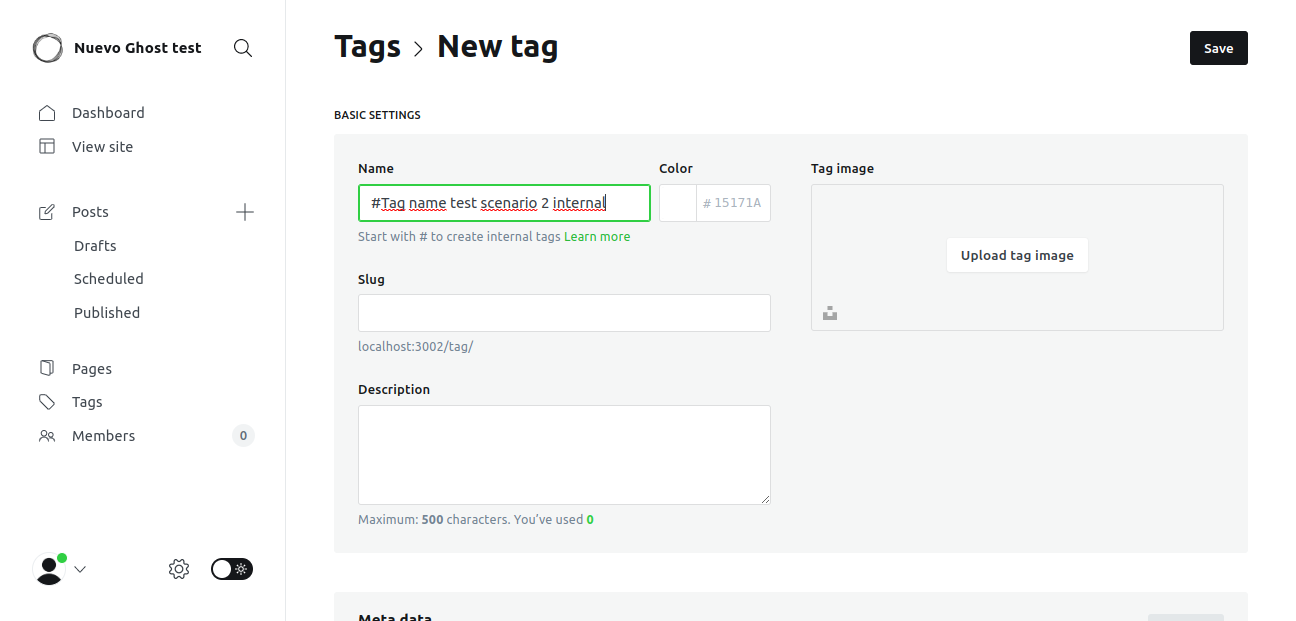 Nuevo Ghost test
Dashboard
View site
Posts
Drafts
Scheduled
Published
Pages
Tags
Members 0
Tags > New tag
Save
BASIC SETTINGS
Name
#Tag name test scenario 2 internal
Start with # to create internal tags Learn more
Color
# 15171A
Tag image
Upload tag image
Slug
localhost:3002/tag/
Description
Maximum: 500 characters. You've used 0
Meta data